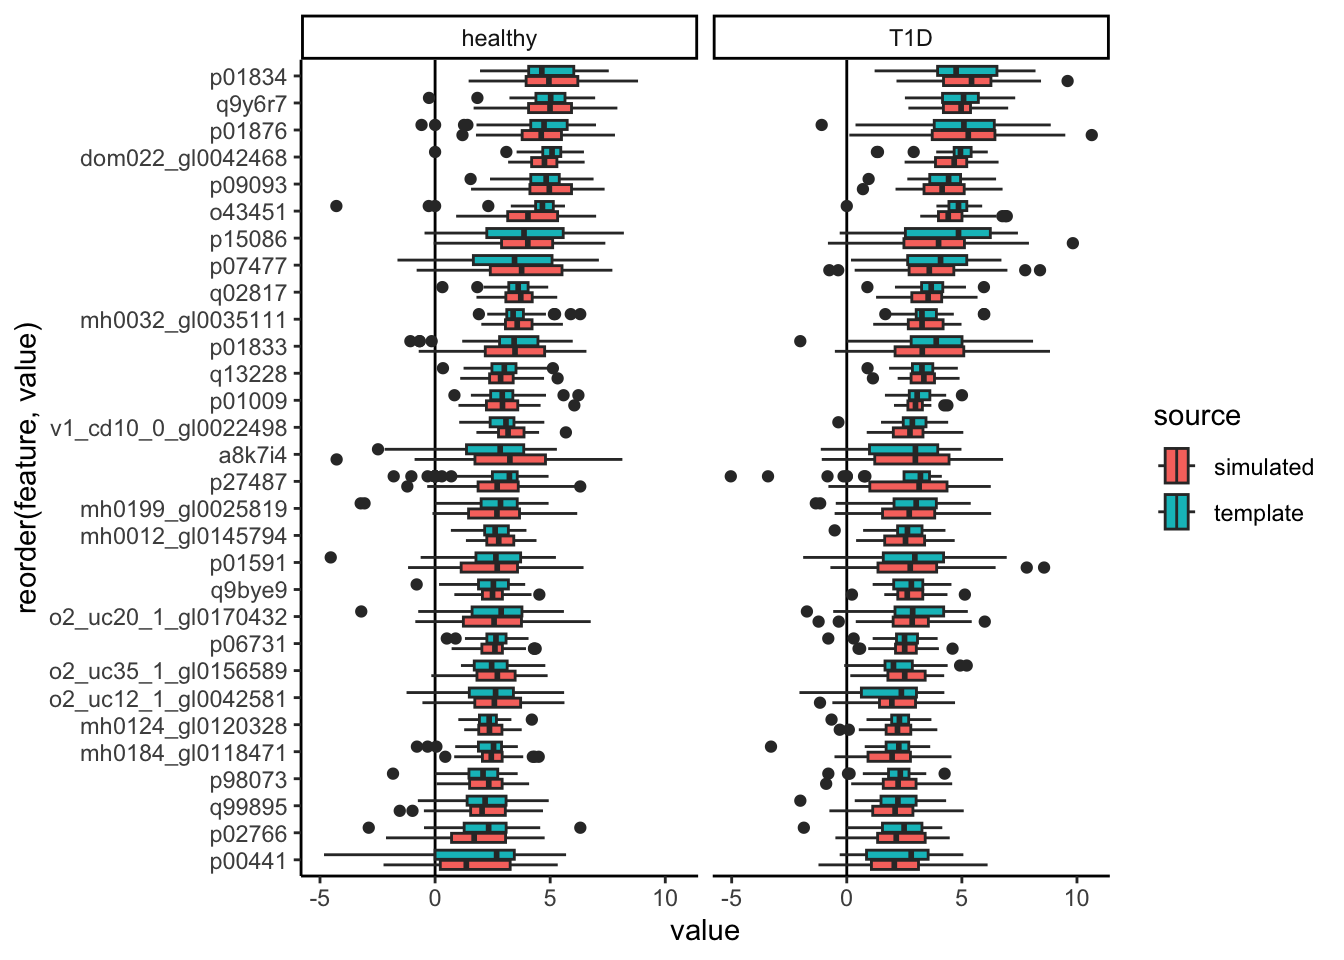 healthy
T1D
p01834
q9y6r7
p01876
dom022_gl0042468
p09093
o43451
p15086
p07477
q02817
mh0032_gl0035111
p01833
q13228
p01009
v1_cd10_0_gl0022498
a8k7i4
p27487
mh0199_gl0025819
mh0012_gl0145794
p01591
q9bye9
o2_uc20_1_gl0170432
p06731
o2_uc35_1_gl0156589
o2_uc12_1_gl0042581
mh0124_gl0120328
mh0184_gl0118471
p98073
q99895
p02766
p00441
reorder(feature, value)
-5 0 5 10
-5 0 5 10
value
source
simulated
template